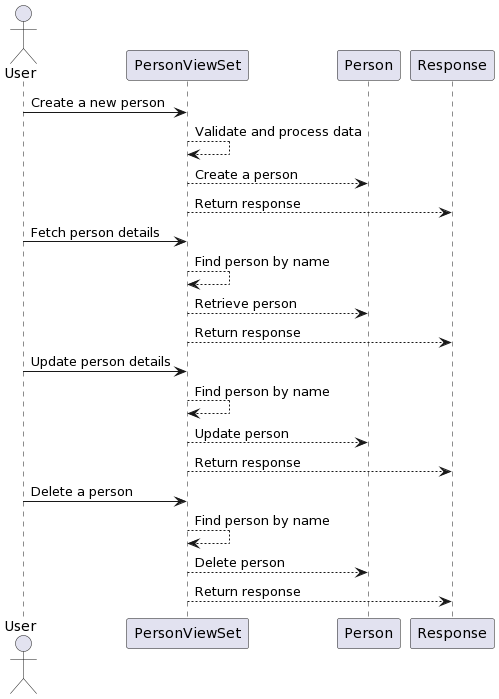 User
PersonViewSet
Person
Response
Create a new person
Validate and process data
Create a person
Return response
Fetch person details
Find person by name
Retrieve person
Return response
Update person details
Find person by name
Update person
Return response
Delete a person
Find person by name
Delete person
Return response
User
PersonViewSet
Person
Response